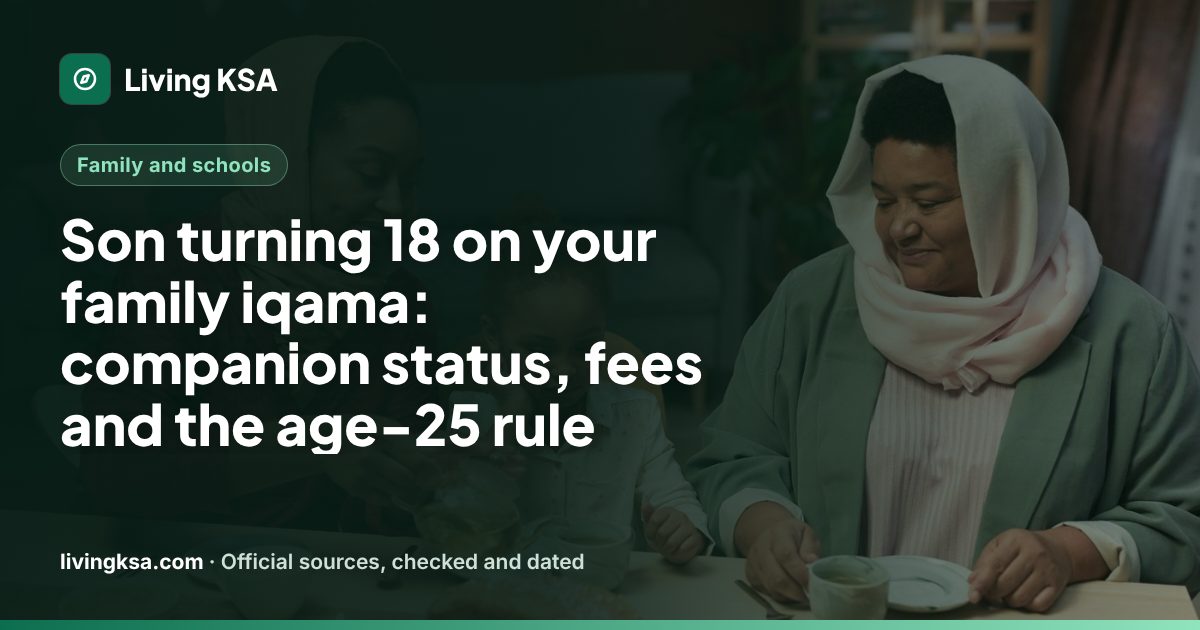 Living KSA
Family and schools
Son turning 18 on your
family iqama:
companion status, fees
and the age-25 rule
livingksa.com · Official sources, checked and dated